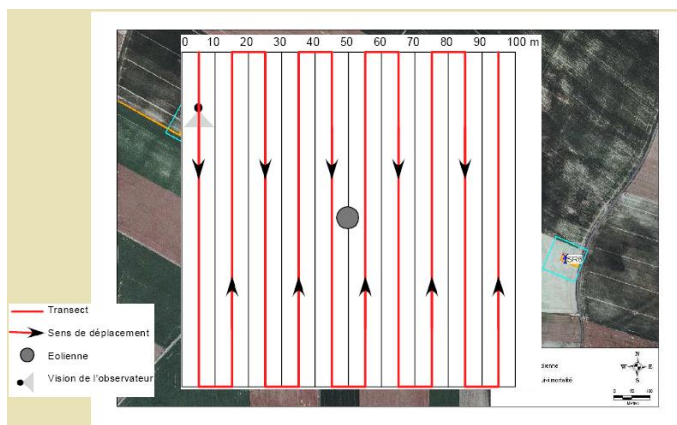 0 10 20 30 40 50 60 70 80 90 100 m
Transect
Sens de déplacement
Eolienne
Vision de l'observateur
N
W E
S